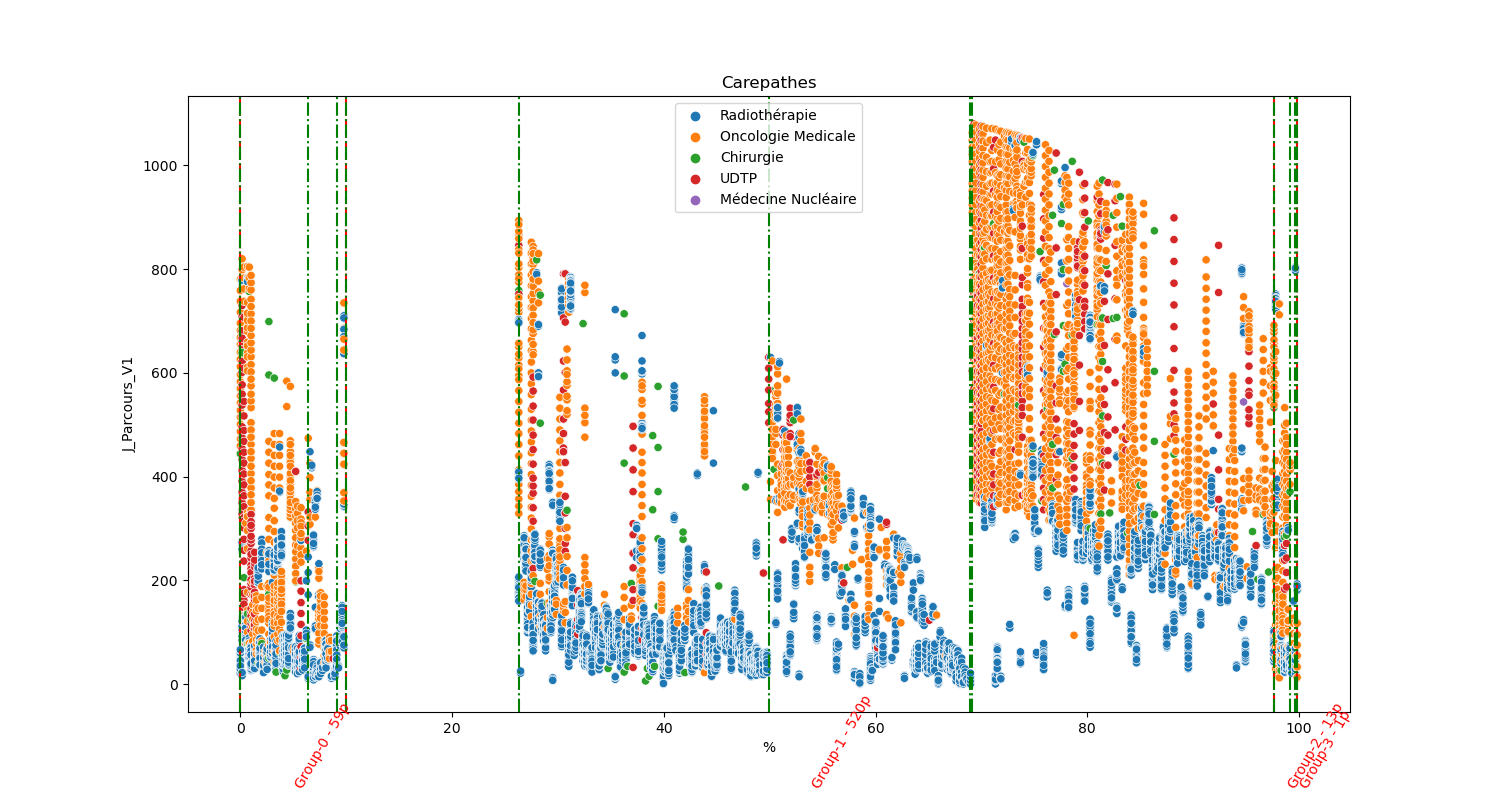 Carepathes
Radiothérapie
Oncologie Medicale
Chirurgie
UDTP
Médecine Nucléaire
J_Parcours_V1
1000
800
600
400
200
0
0 20 40 60 80 100
%
Group-0 - 59p
Group-1 - 520p
Group-2 - 13p
Group-3 - 1p